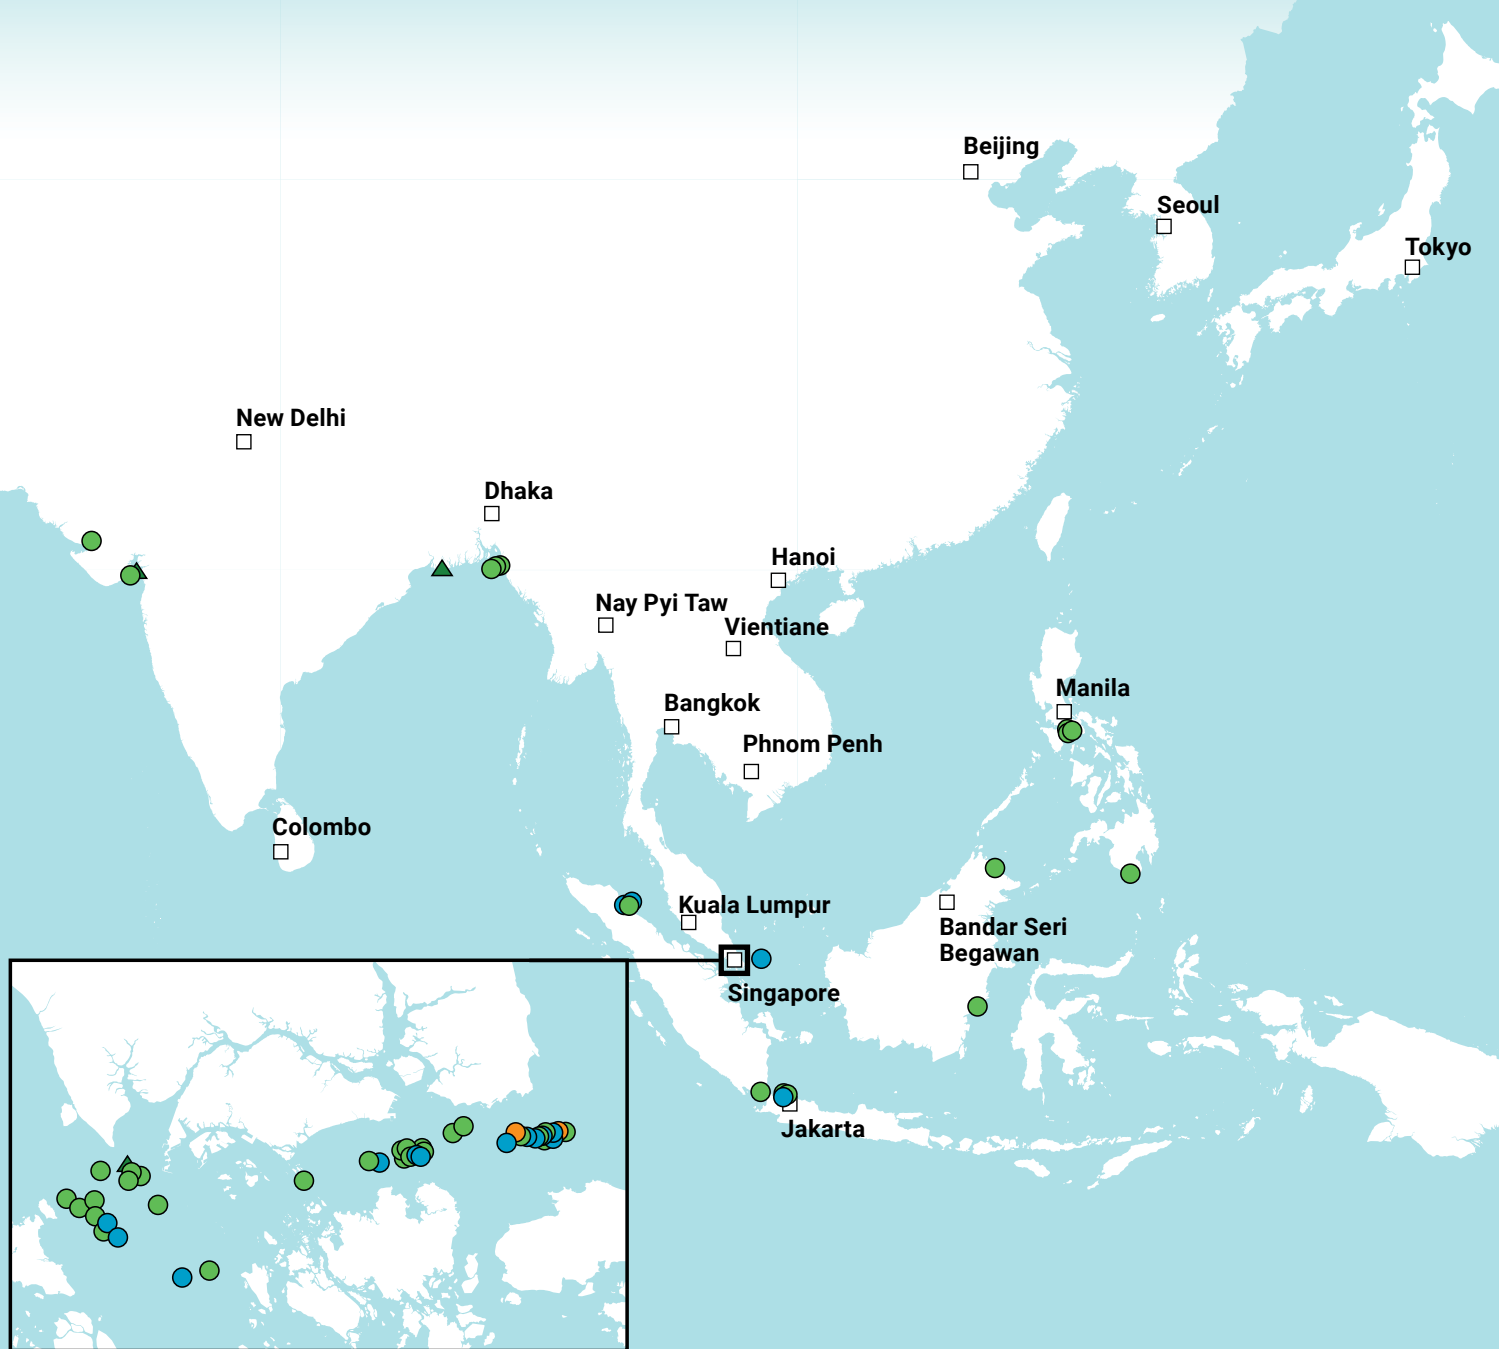 Beijing
Seoul
Tokyo
New Delhi
Dhaka
Hanoi
Nay Pyi Taw
Vientiane
Manila
Bangkok
Phnom Penh
Colombo
Kuala Lumpur
Bandar Seri
Begawan
Singapore
Jakarta